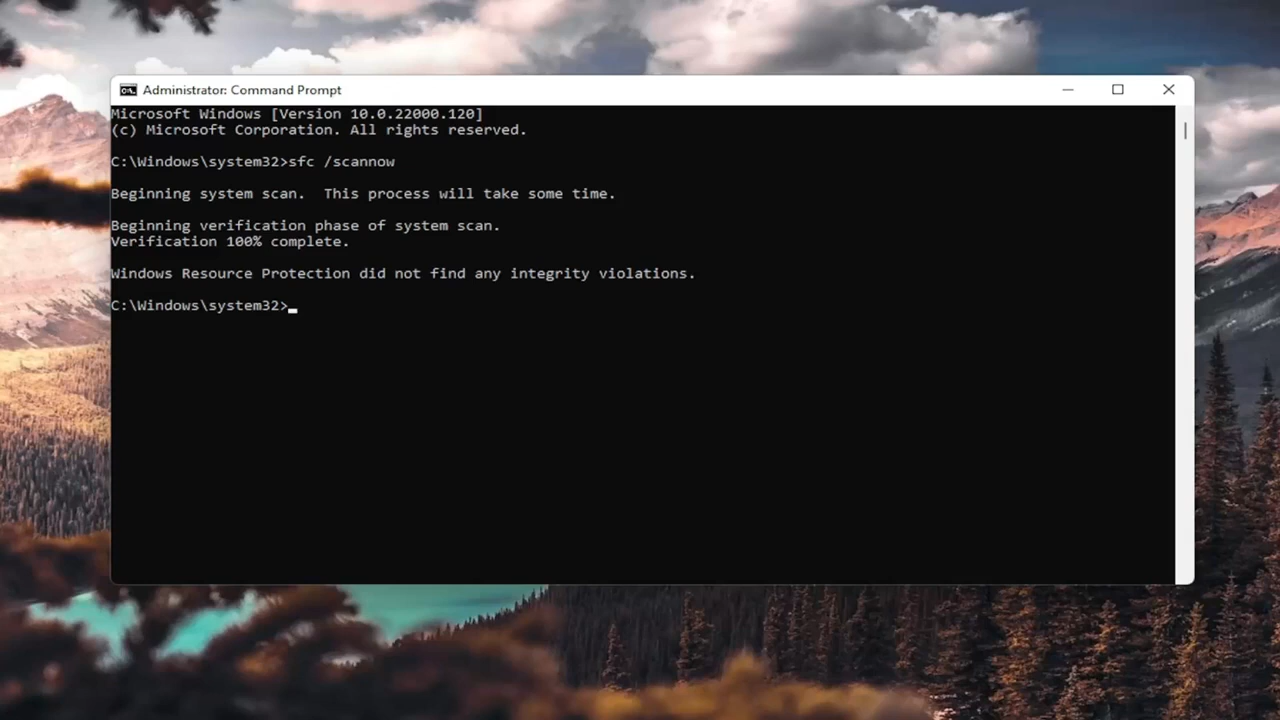 Administrator: Command Prompt
Microsoft Windows [Version 10.0.22000.120]
(c) Microsoft Corporation. All rights reserved.
C:\Windows\system32>sfc /scannow
Beginning system scan.  This process will take some time.
Beginning verification phase of system scan.
Verification 100% complete.
Windows Resource Protection did not find any integrity violations.
C:\Windows\system32>